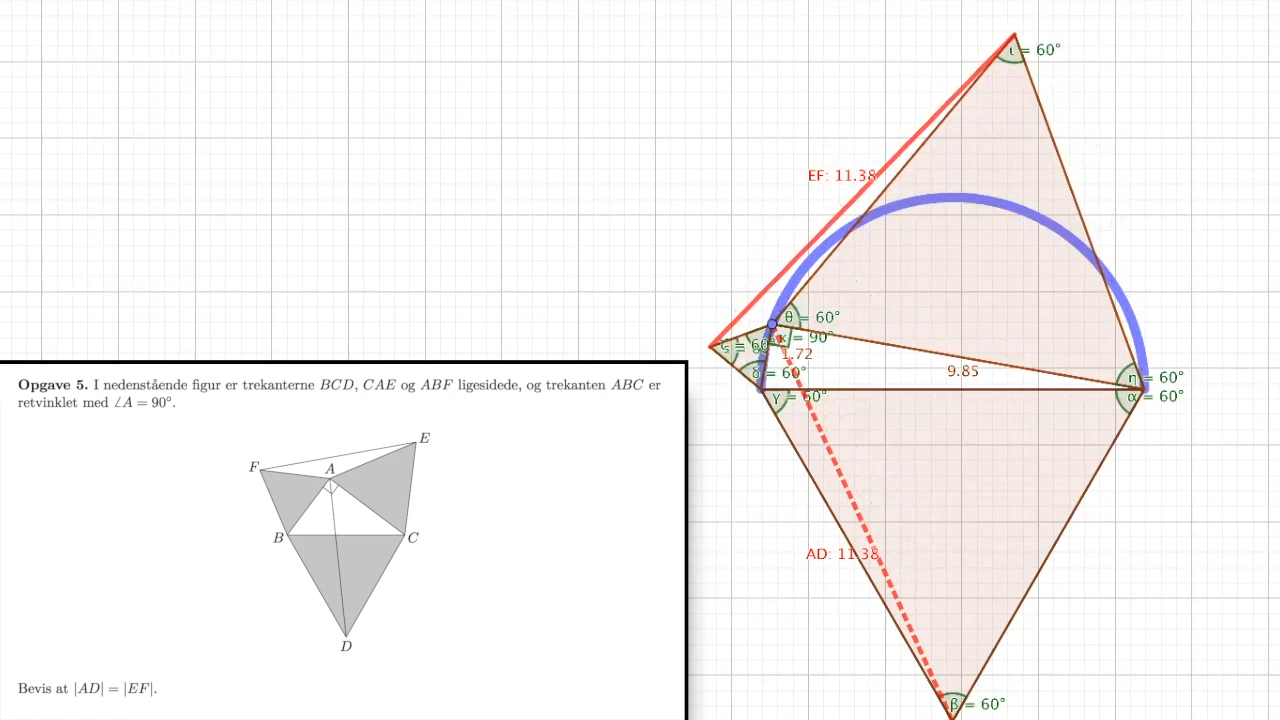 Opgave 5. I nedenstående figur er trekanterne BCD, CAE og ABF ligesidede, og trekanten ABC er
retvinklet med ∠A = 90°.
E
F
A
B
C
D
Bevis at |AD| = |EF|.
ι = 60°
EF: 11.38
θ = 60°
κ = 90°
ζ = 60°
1.72
δ = 60°
9.85
η = 60°
γ = 60°
α = 60°
AD: 11.38
β = 60°